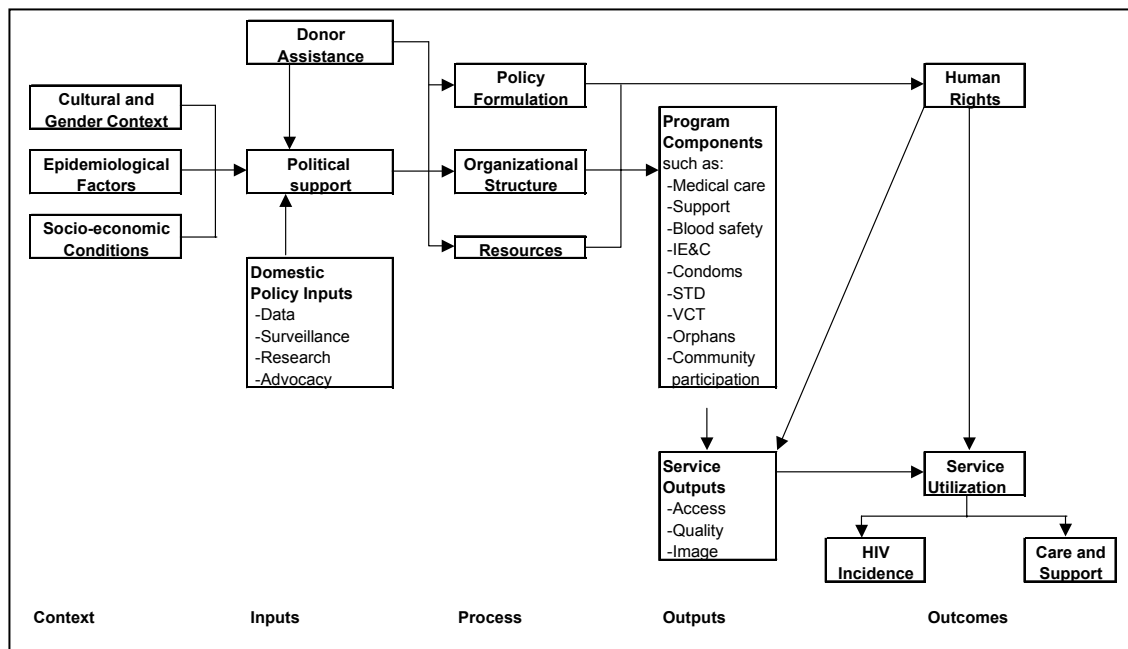 Donor
Assistance
Cultural and
Gender Context
Epidemiological
Factors
Socio-economic
Conditions
Political
support
Domestic
Policy Inputs
-Data
-Surveillance
-Research
-Advocacy
Policy
Formulation
Organizational
Structure
Resources
Program
Components
such as:
-Medical care
-Support
-Blood safety
-IE&C
-Condoms
-STD
-VCT
-Orphans
-Community
participation
Service
Outputs
-Access
-Quality
-Image
Human
Rights
Service
Utilization
HIV
Incidence
Care and
Support
Context Inputs Process Outputs Outcomes